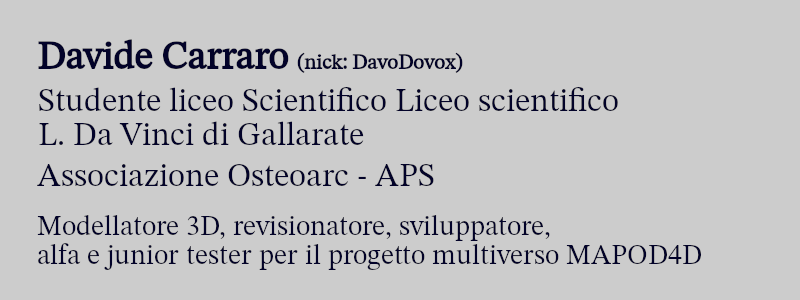 Davide Carraro (nick: DavoDovox)
Studente liceo Scientifico Liceo scientifico
L. Da Vinci di Gallarate
Associazione Osteoarc - APS
Modellatore 3D, revisionatore, sviluppatore,
alfa e junior tester per il progetto multiverso MAPOD4D